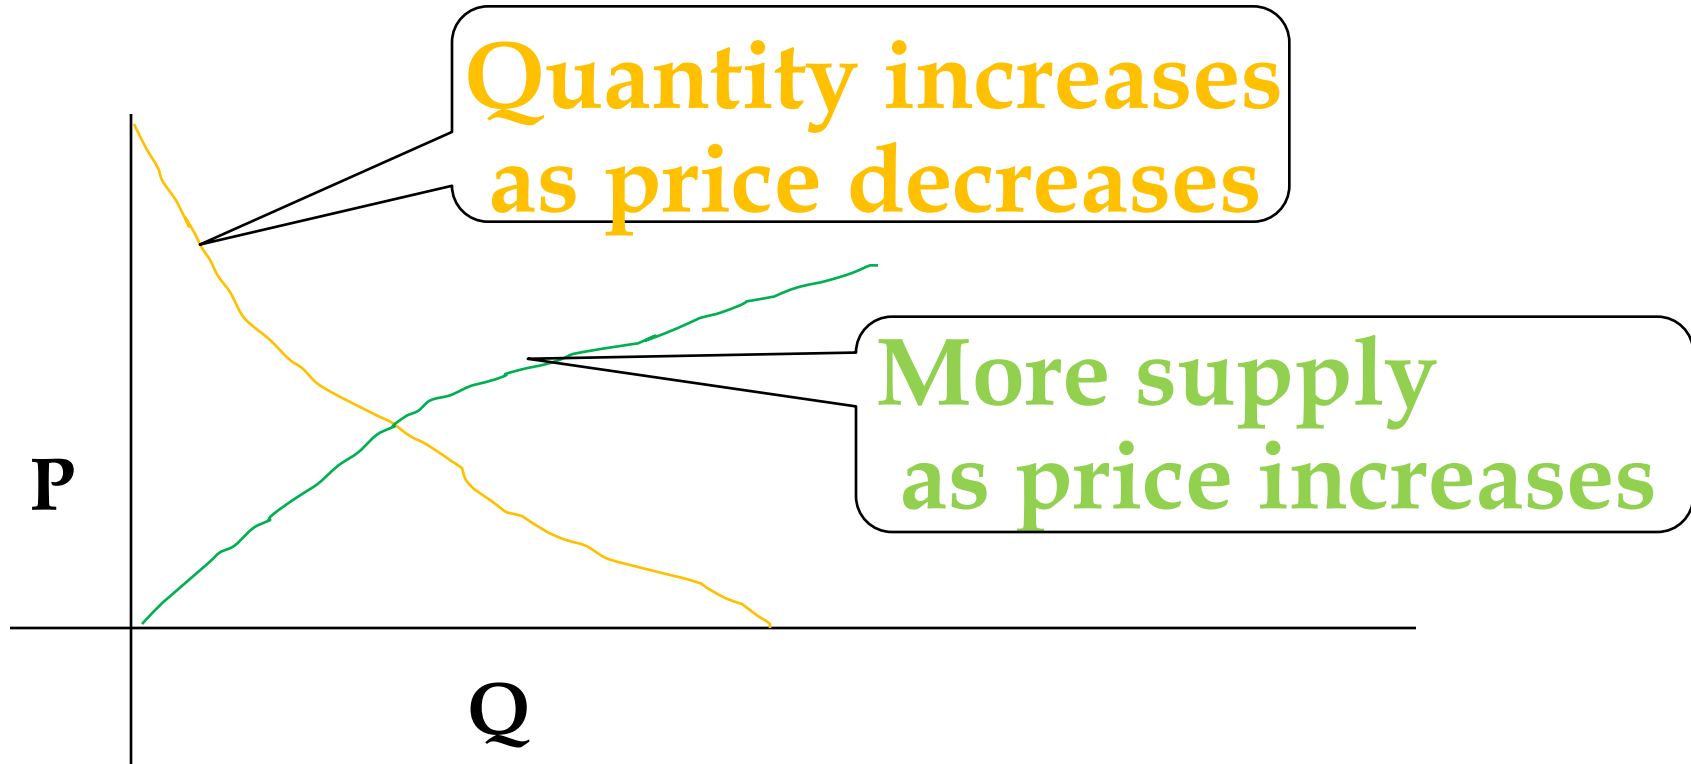 Quantity increases
as price decreases
More supply
as price increases
P
Q